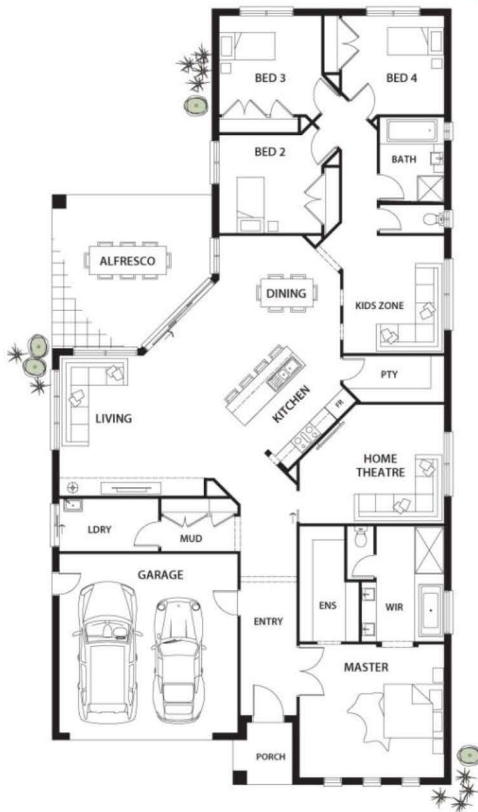 BED 3
BED 4
BED 2
BATH
ALFRESCO
DINING
KIDS ZONE
KITCHEN
PTY
FR
LIVING
HOME
THEATRE
LDRY
MUD
GARAGE
ENS
WIR
ENTRY
MASTER
PORCH